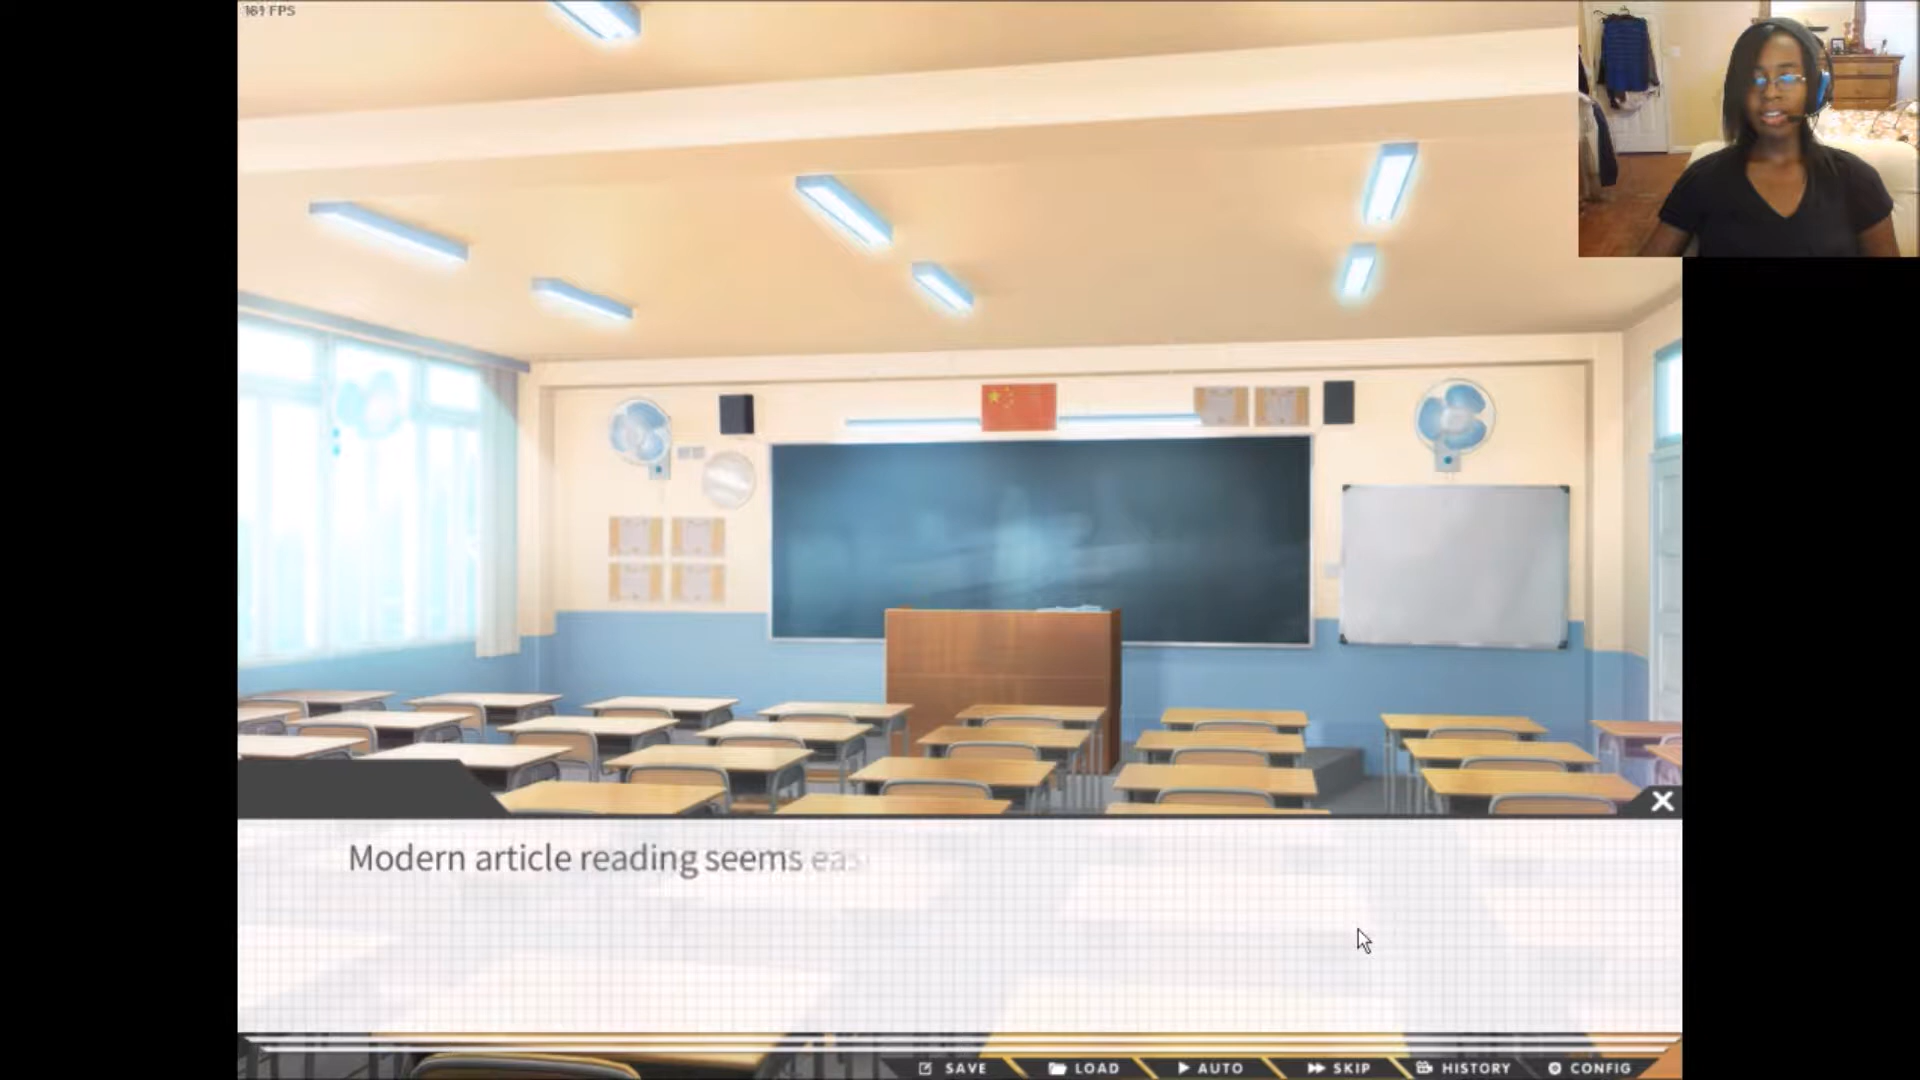 161 FPS
Modern article reading seems eas
SAVE LOAD AUTO SKIP HISTORY CONFIG